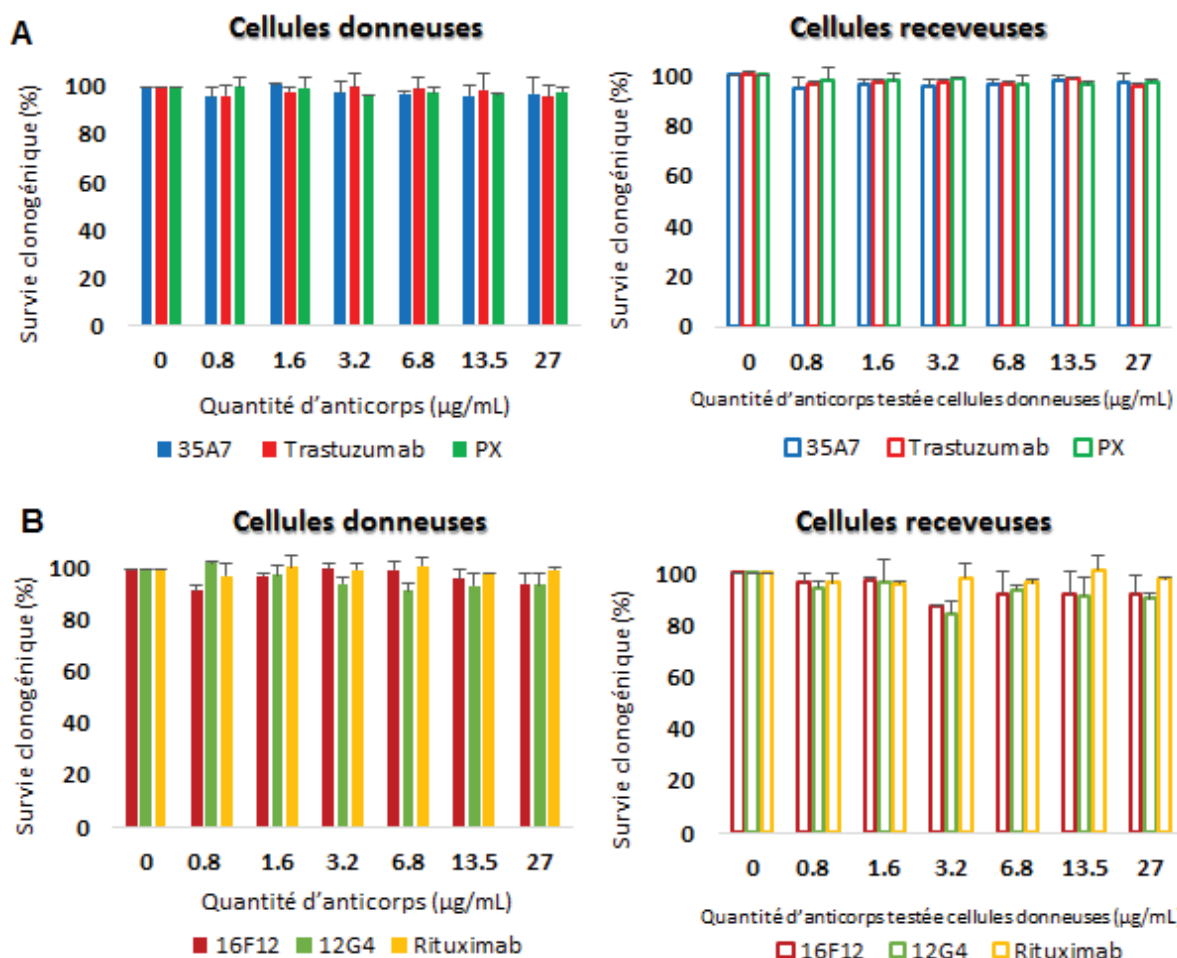 A
Cellules donneuses
Survie clonogénique (%)
100
80
60
40
20
0
0 0.8 1.6 3.2 6.8 13.5 27
Quantité d'anticorps (µg/mL)
35A7 Trastuzumab PX
Cellules receveuses
Survie clonogénique (%)
100
80
60
40
20
0
0 0.8 1.6 3.2 6.8 13.5 27
Quantité d'anticorps testée cellules donneuses (µg/mL)
35A7 Trastuzumab PX
B
Cellules donneuses
Survie clonogénique (%)
100
80
60
40
20
0
0 0.8 1.6 3.2 6.8 13.5 27
Quantité d'anticorps (µg/mL)
16F12 12G4 Rituximab
Cellules receveuses
Survie clonogénique (%)
100
80
60
40
20
0
0 0.8 1.6 3.2 6.8 13.5 27
Quantité d'anticorps testée cellules donneuses (µg/mL)
16F12 12G4 Rituximab